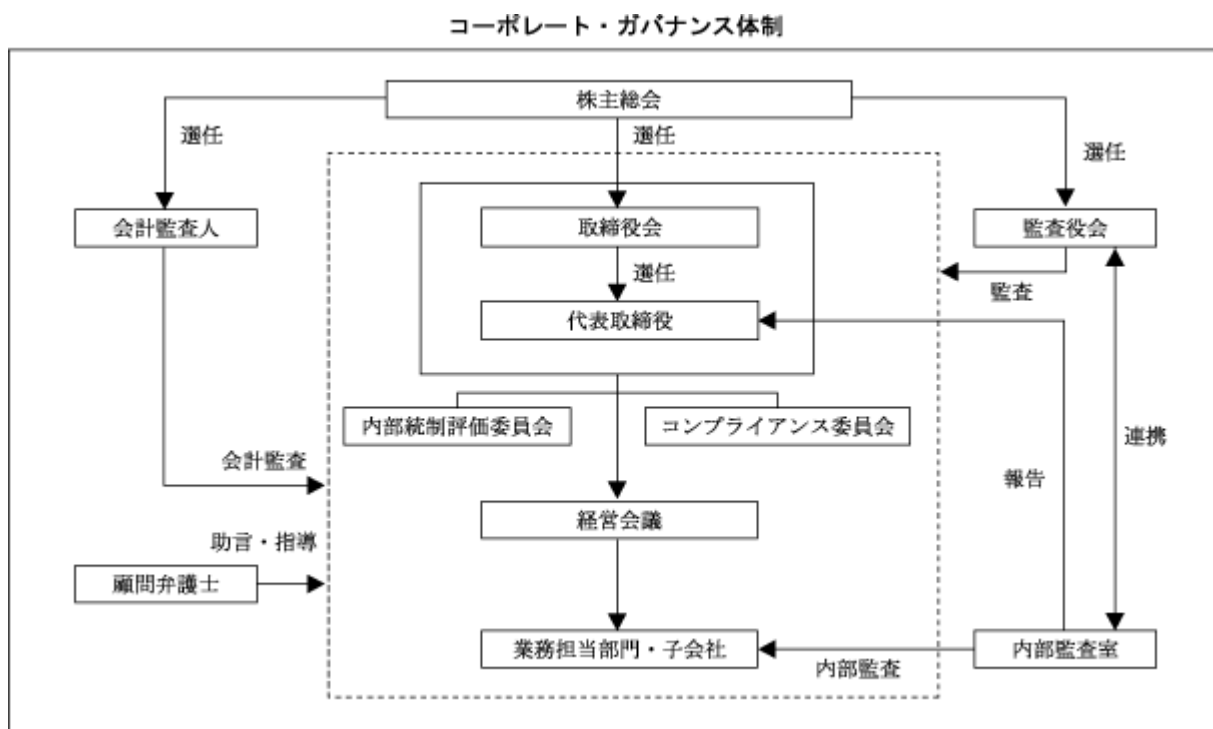 コーポレート・ガバナンス体制
株主総会
選任
選任
選任
会計監査人
取締役会
監査役会
選任
監査
代表取締役
内部統制評価委員会
コンプライアンス委員会
連携
会計監査
報告
経営会議
助言・指導
顧問弁護士
業務担当部門・子会社
内部監査室
内部監査